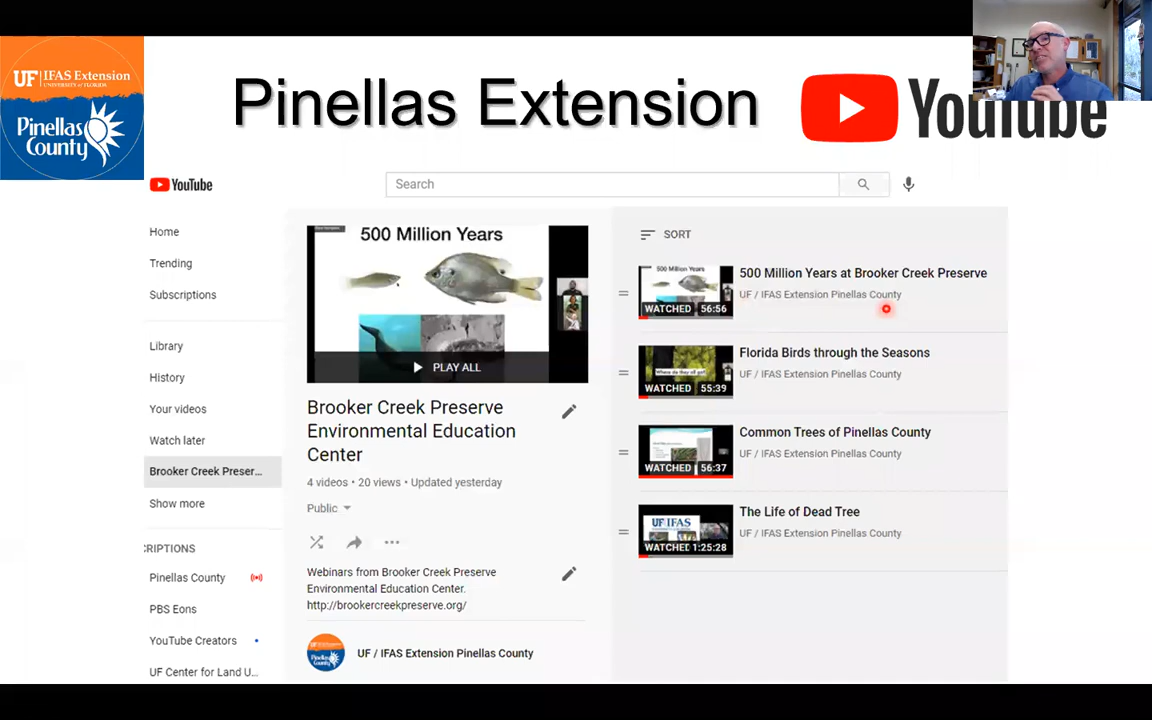 UF | IFAS Extension
UNIVERSITY of FLORIDA
Pinellas
County
Pinellas Extension
YouTube
YouTube
Search
Home
Trending
Subscriptions
Library
History
Your videos
Watch later
Brooker Creek Preser...
Show more
CRIPTIONS
Pinellas County
PBS Eons
YouTube Creators
UF Center for Land U...
500 Million Years
PLAY ALL
Brooker Creek Preserve
Environmental Education
Center
4 videos • 20 views • Updated yesterday
Public
Webinars from Brooker Creek Preserve
Environmental Education Center.
http://brookercreekpreserve.org/
UF / IFAS Extension Pinellas County
SORT
500 Million Years
WATCHED 56:56
500 Million Years at Brooker Creek Preserve
UF / IFAS Extension Pinellas County
Where do they all go?
WATCHED 55:39
Florida Birds through the Seasons
UF / IFAS Extension Pinellas County
WATCHED 56:37
Common Trees of Pinellas County
UF / IFAS Extension Pinellas County
UF IFAS
WATCHED 1:25:28
The Life of Dead Tree
UF / IFAS Extension Pinellas County